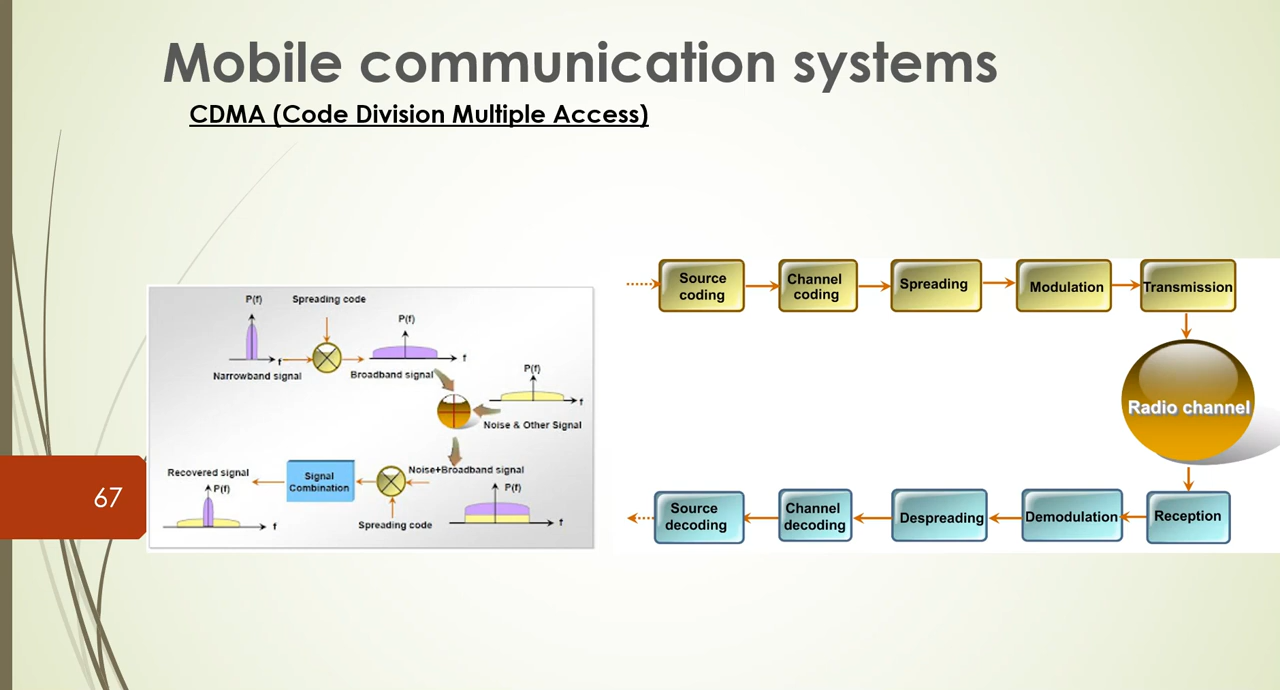 Mobile communication systems
CDMA (Code Division Multiple Access)
67
P(f)
Spreading code
P(f)
f
f
Narrowband signal
Broadband signal
P(f)
f
Noise & Other Signal
Recovered signal
P(f)
f
Signal
Combination
Noise+Broadband signal
P(f)
f
Spreading code
Source
coding
Channel
coding
Spreading
Modulation
Transmission
Radio channel
Source
decoding
Channel
decoding
Despreading
Demodulation
Reception